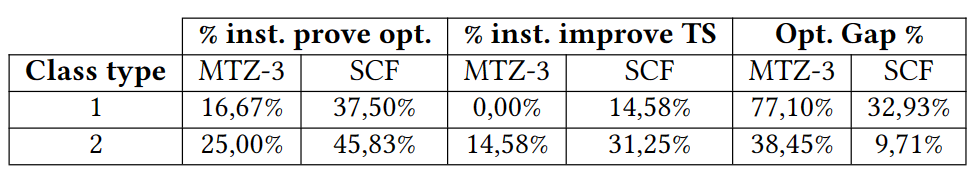 % inst. prove opt. % inst. improve TS Opt. Gap %
Class type MTZ-3 SCF MTZ-3 SCF MTZ-3 SCF
1 16,67% 37,50% 0,00% 14,58% 77,10% 32,93%
2 25,00% 45,83% 14,58% 31,25% 38,45% 9,71%